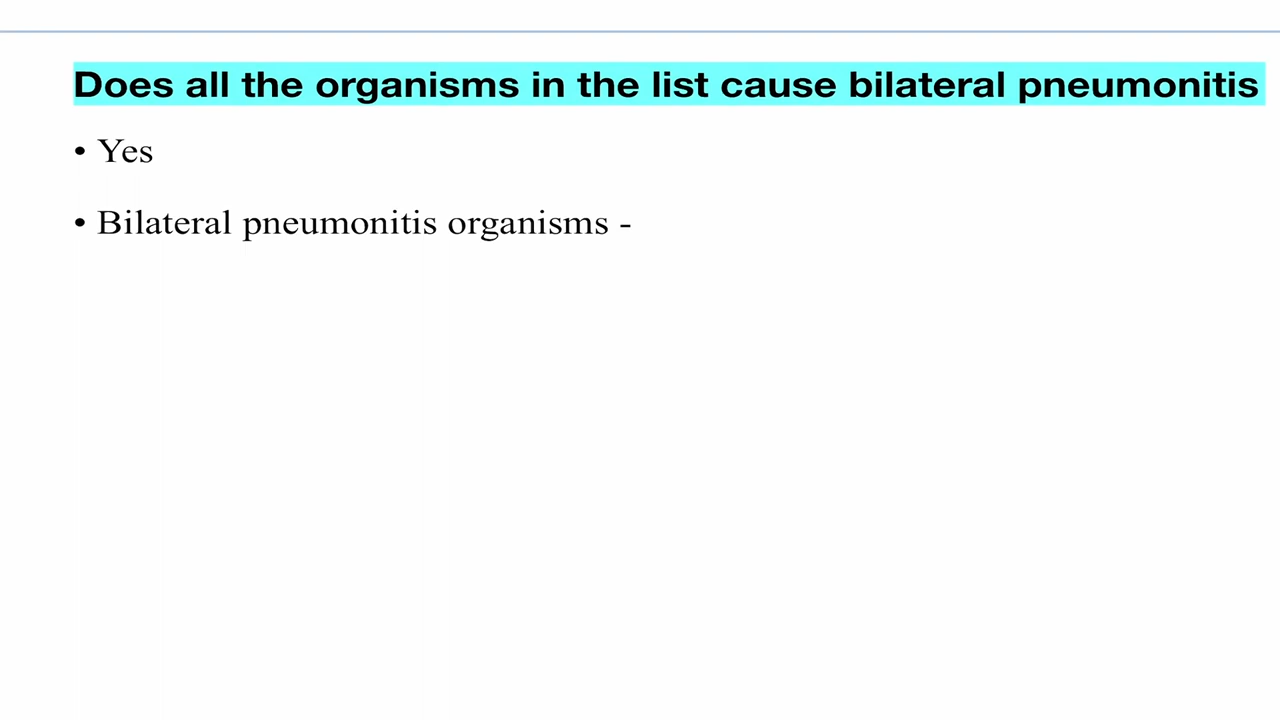 Does all the organisms in the list cause bilateral pneumonitis
• Yes
• Bilateral pneumonitis organisms -